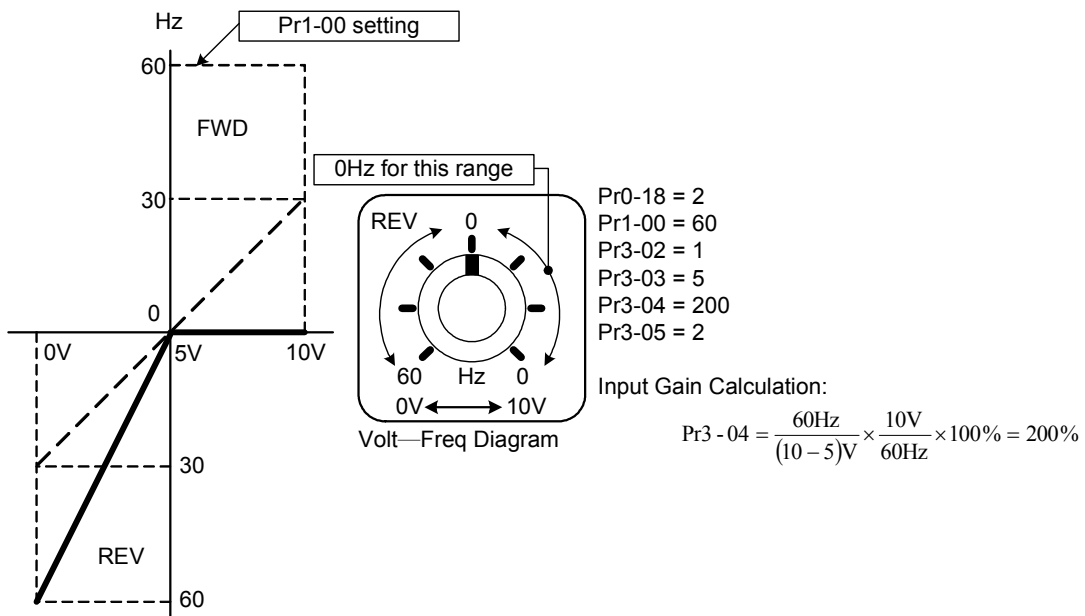 Hz
Pr1-00 setting
60
FWD
0Hz for this range
30
REV 0
0
0V 5V 10V
60 Hz 0
0V 10V
Volt—Freq Diagram
30
REV
60
Pr0-18 = 2
Pr1-00 = 60
Pr3-02 = 1
Pr3-03 = 5
Pr3-04 = 200
Pr3-05 = 2
Input Gain Calculation:
Pr3 - 04 = 60Hz / (10 − 5)V × 10V / 60Hz × 100% = 200%